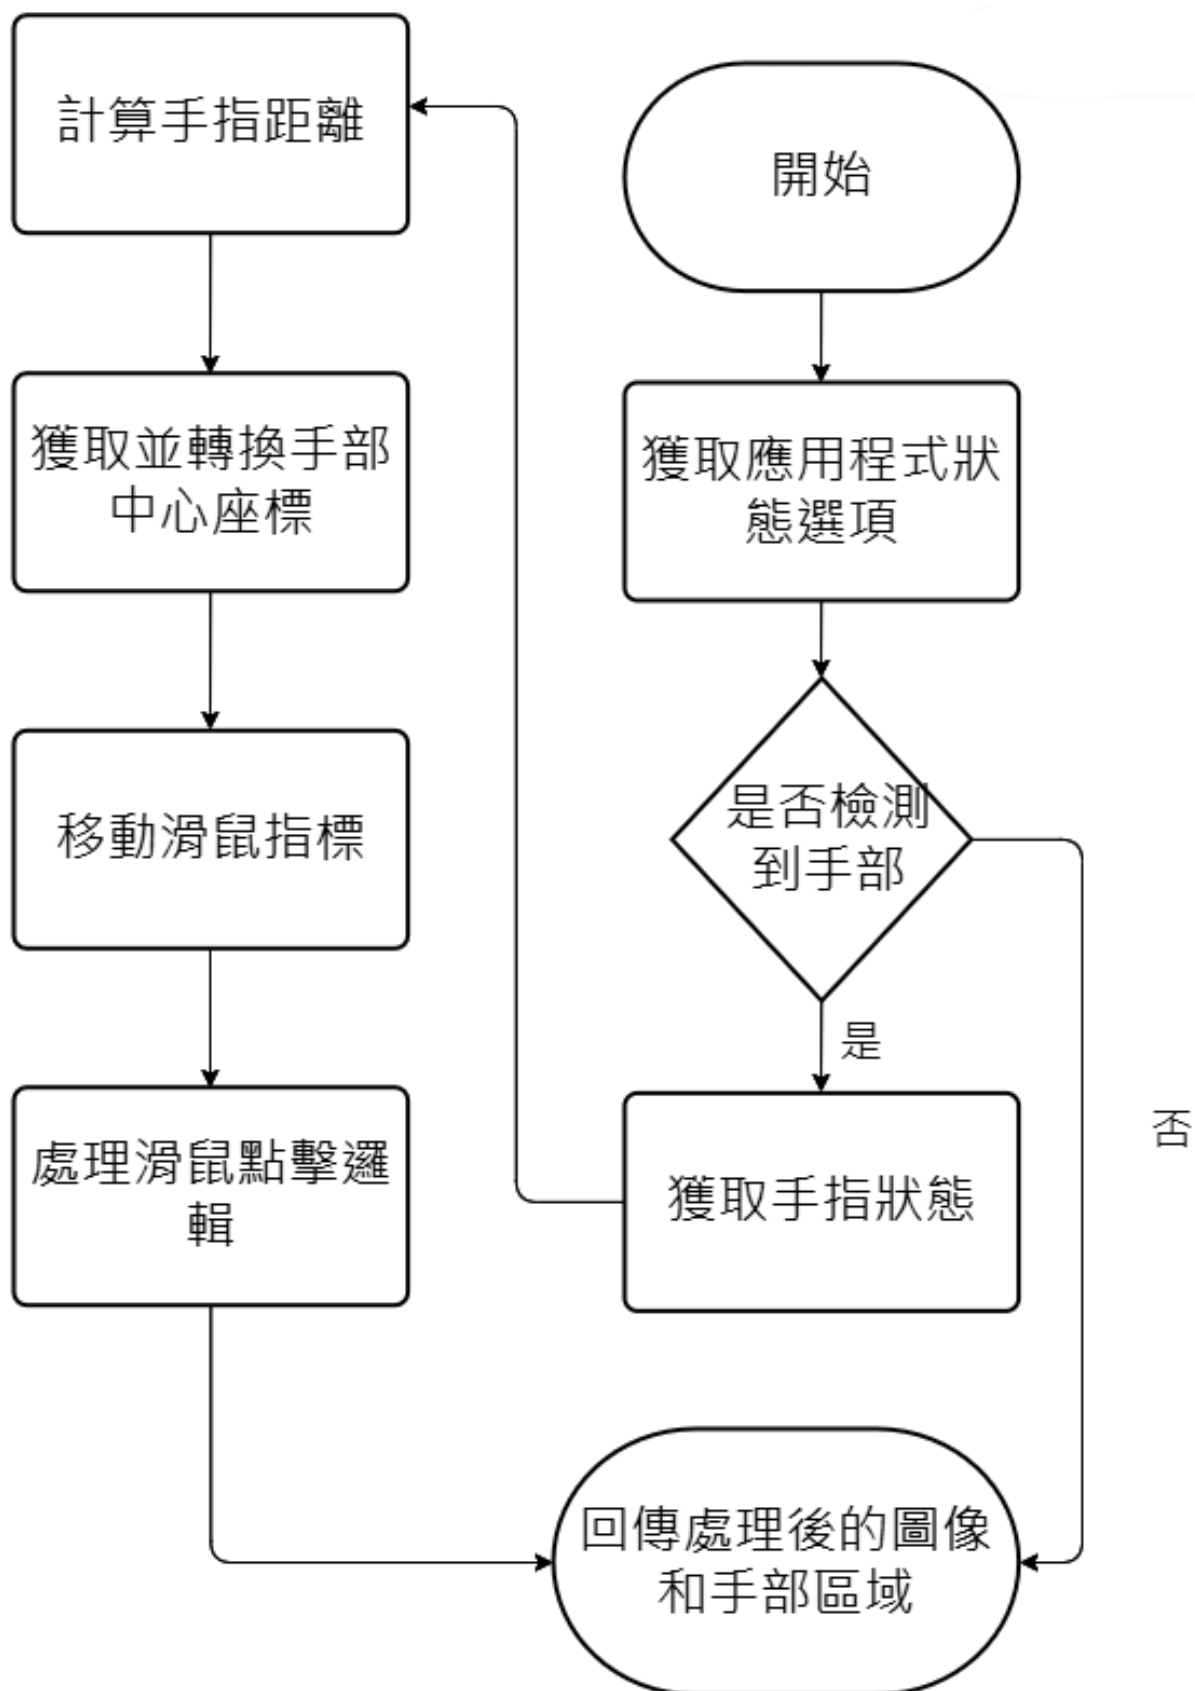 開始
獲取應用程式狀
態選項
是否檢測
到手部
是
否
獲取手指狀態
計算手指距離
獲取並轉換手部
中心座標
移動滑鼠指標
處理滑鼠點擊邏
輯
回傳處理後的圖像
和手部區域